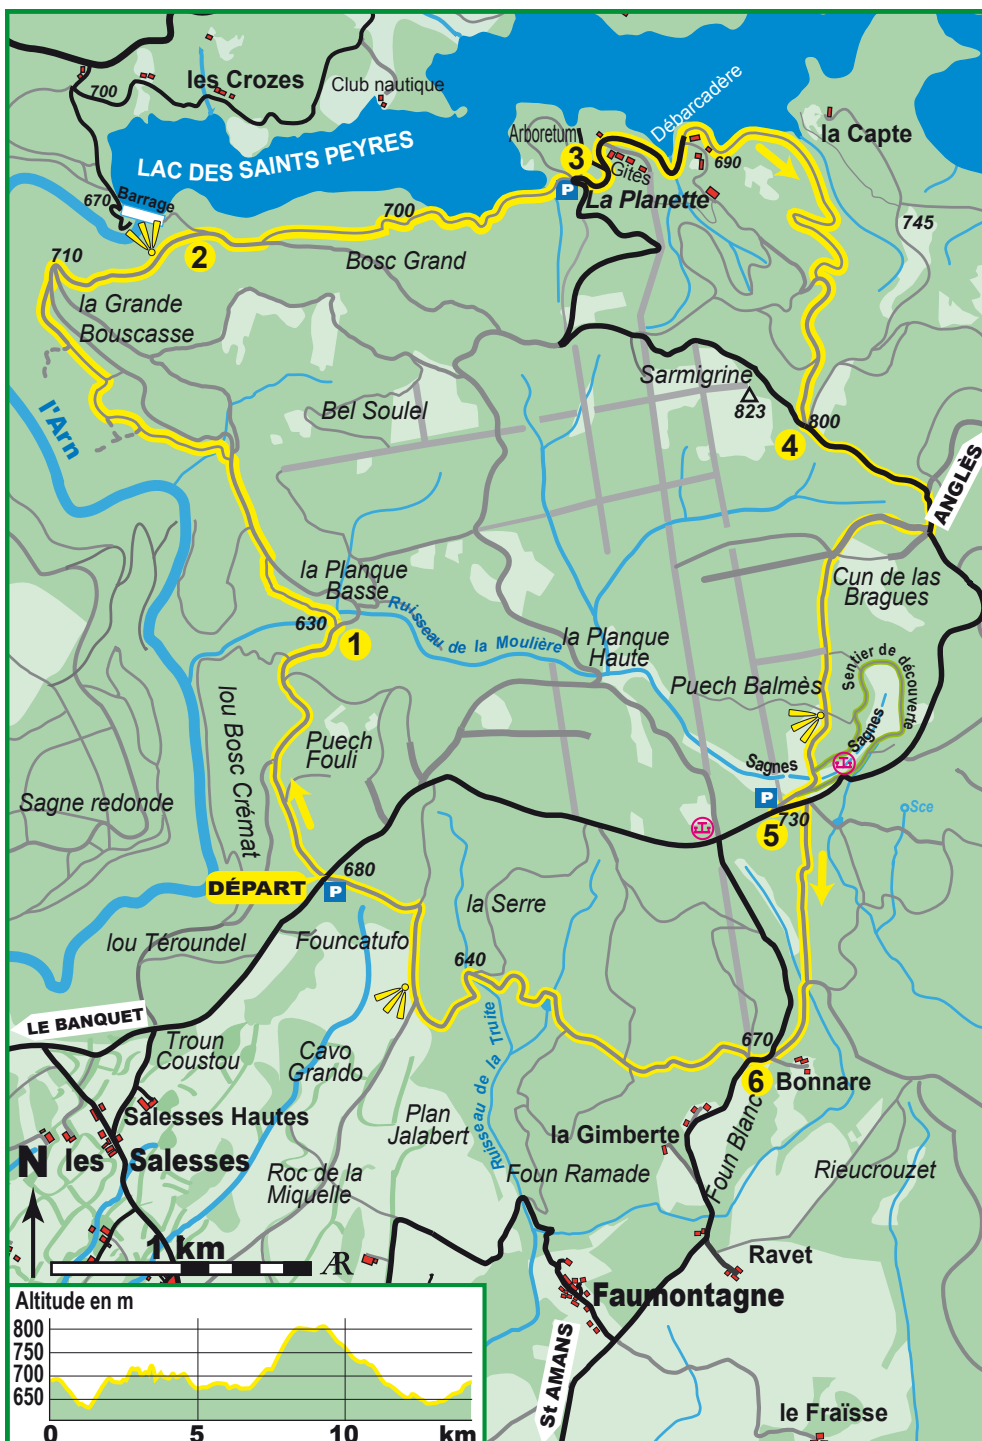 les Crozes
700
Club nautique
Débarcadère
Arboretum
3
la Capte
LAC DES SAINTS PEYRES
Gîtes
690
P
La Planette
Barrage
670
700
745
2
710
Bosc Grand
la Grande
Bouscasse
Sarmigrine
823
l'Arn
Bel Soulel
800
4
ANGLÈS
la Planque
Basse
Cun de las
Bragues
630
1
Ruisseau de la Moulière
la Planque
Haute
Sentier de découverte
Puech Balmès
lou Bosc Crémat
Puech
Fouli
Sagnes
Sagnes
Sagne redonde
P
5
730
Sce
DÉPART
680
P
la Serre
lou Téroundel
Founcatufo
640
LE BANQUET
Troun
Coustou
Cavo
Grando
Ruisseau de la Truite
670
6
Bonnare
Salesses Hautes
Plan
Jalabert
la Gimberte
Foun Blanc
N
les Salesses
Roc de la
Miquelle
Foun Ramade
Rieucrouzet
1 km
AR
Ravet
Faumontagne
St AMANS
le Fraïsse
Altitude en m
800
750
700
650
0 5 10 km